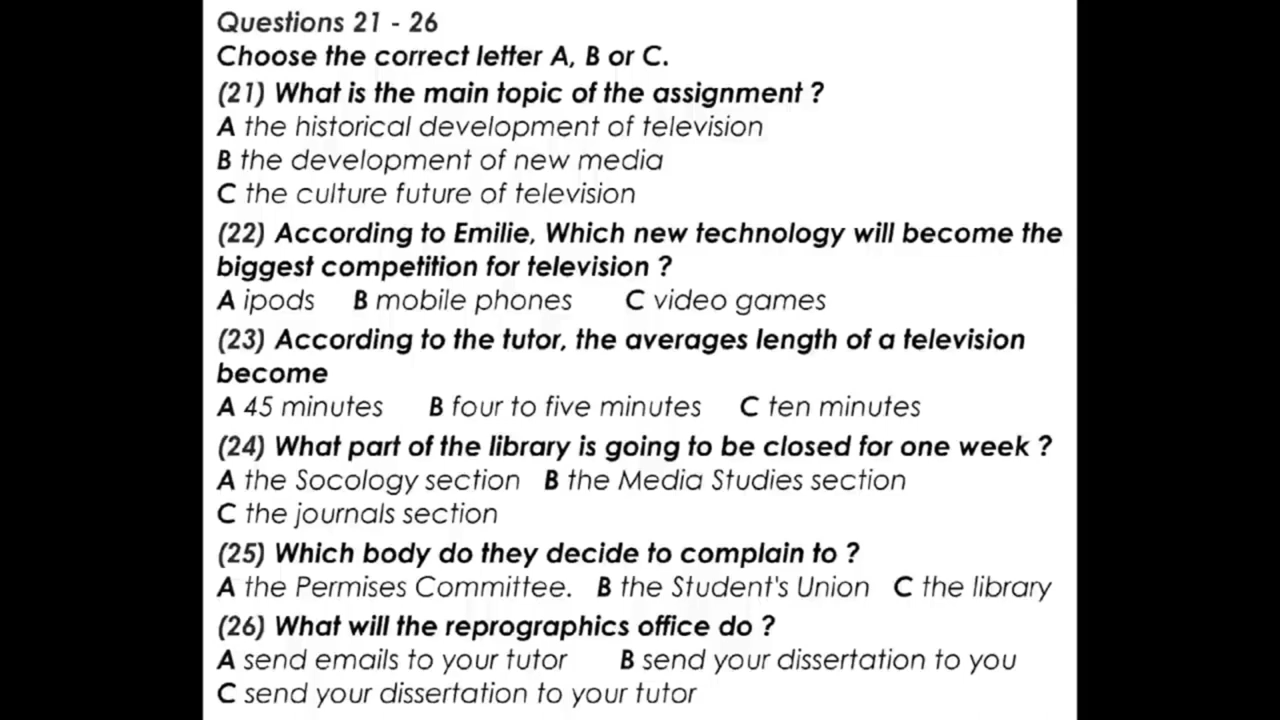 Questions 21 - 26
Choose the correct letter A, B or C.
(21) What is the main topic of the assignment ?
A the historical development of television
B the development of new media
C the culture future of television
(22) According to Emilie, Which new technology will become the
biggest competition for television ?
A ipods B mobile phones C video games
(23) According to the tutor, the averages length of a television
become
A 45 minutes B four to five minutes C ten minutes
(24) What part of the library is going to be closed for one week ?
A the Socology section B the Media Studies section
C the journals section
(25) Which body do they decide to complain to ?
A the Permises Committee. B the Student's Union C the library
(26) What will the reprographics office do ?
A send emails to your tutor B send your dissertation to you
C send your dissertation to your tutor